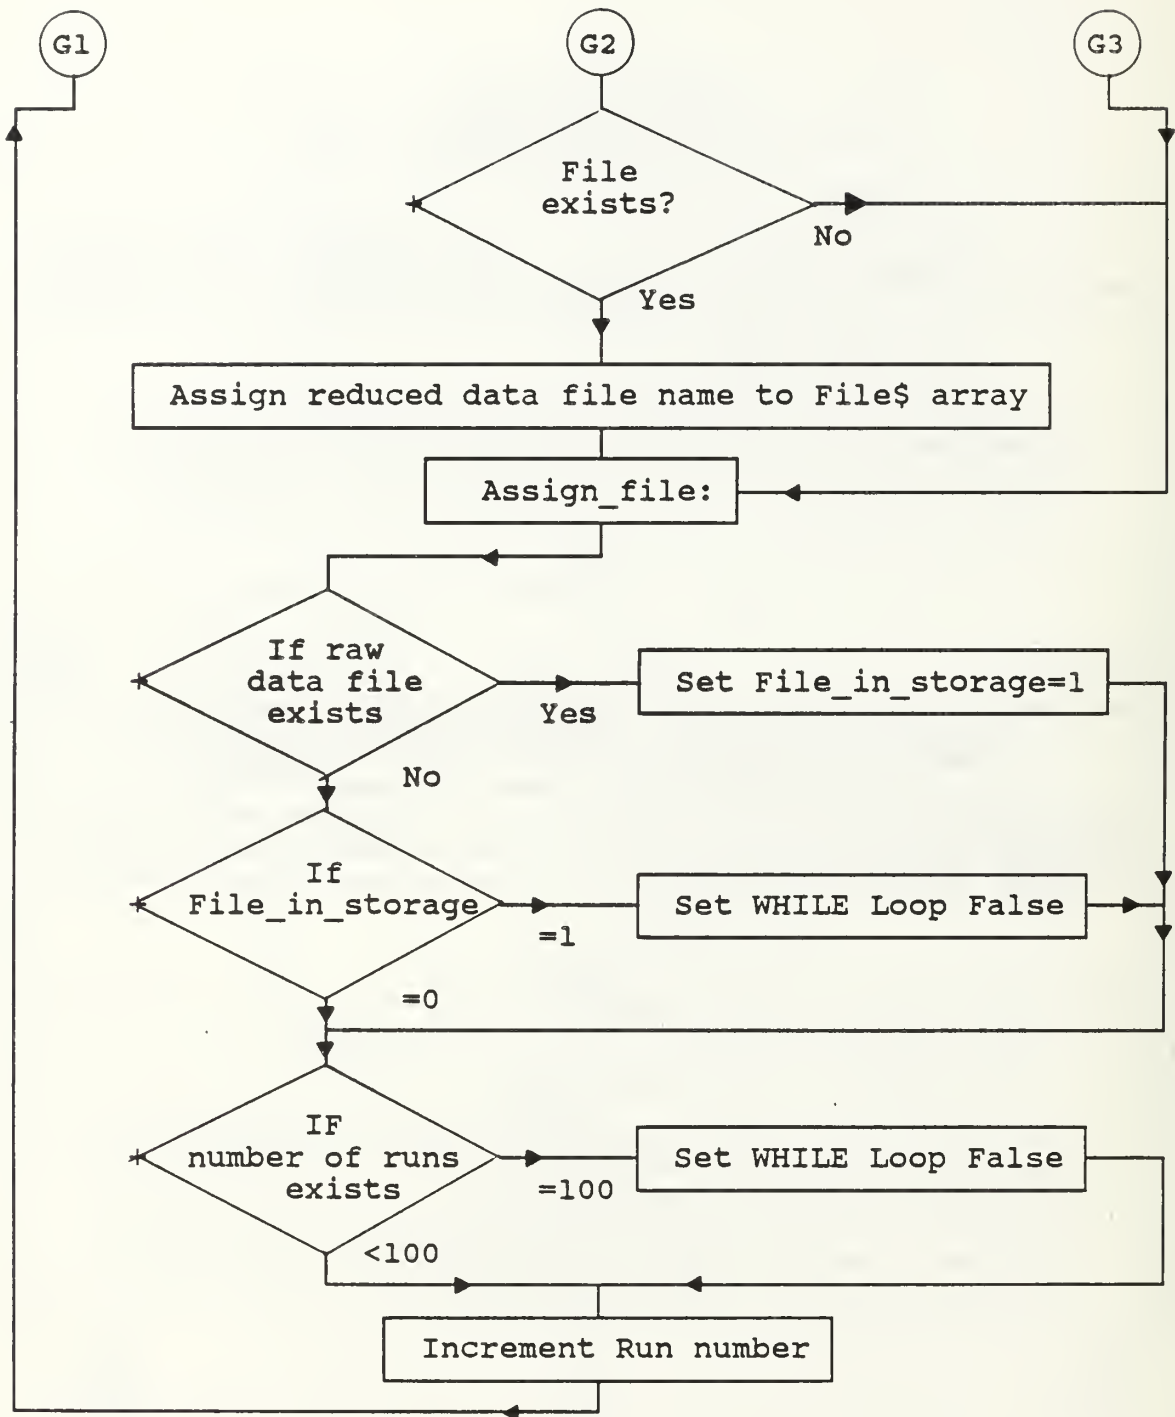 G1
G2
G3
File
exists?
No
Yes
Assign reduced data file name to File$ array
Assign_file:
If raw
data file
exists
Yes
Set File_in_storage=1
No
If
File_in_storage
=1
Set WHILE Loop False
=0
IF
number of runs
exists
=100
Set WHILE Loop False
<100
Increment Run number